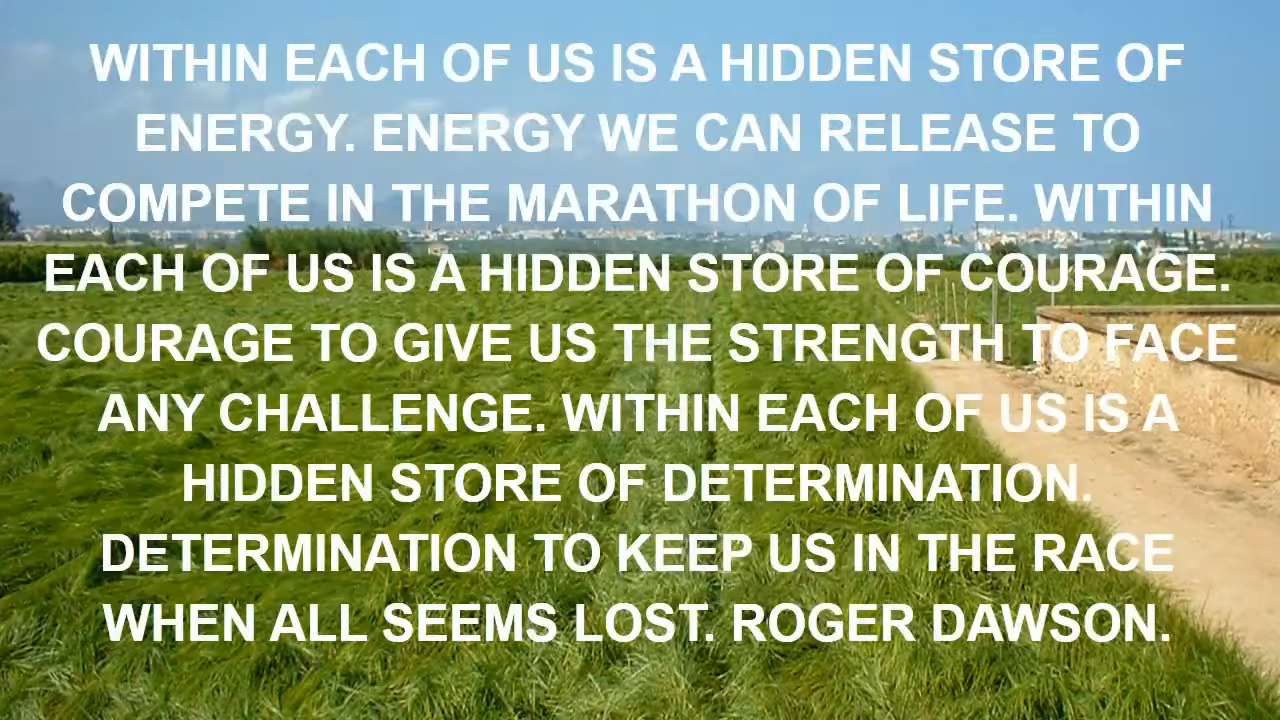 WITHIN EACH OF US IS A HIDDEN STORE OF
ENERGY. ENERGY WE CAN RELEASE TO
COMPETE IN THE MARATHON OF LIFE. WITHIN
EACH OF US IS A HIDDEN STORE OF COURAGE.
COURAGE TO GIVE US THE STRENGTH TO FACE
ANY CHALLENGE. WITHIN EACH OF US IS A
HIDDEN STORE OF DETERMINATION.
DETERMINATION TO KEEP US IN THE RACE
WHEN ALL SEEMS LOST. ROGER DAWSON.